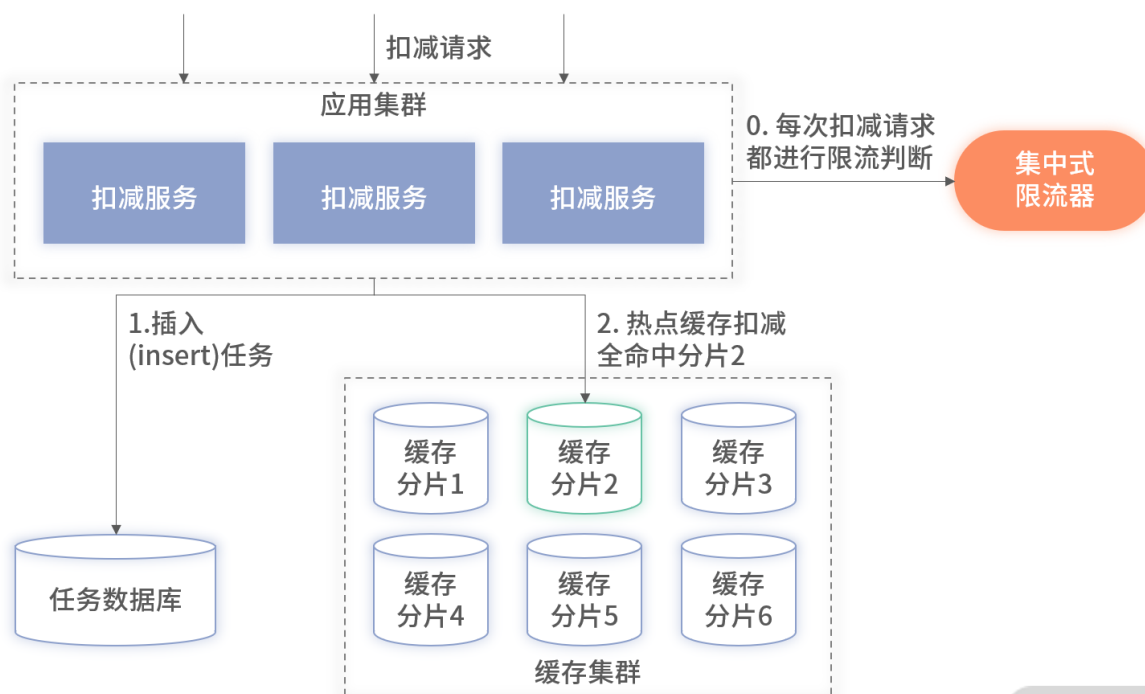 扣减请求
应用集群
0. 每次扣减请求
都进行限流判断
集中式
限流器
扣减服务
扣减服务
扣减服务
1.插入
(insert)任务
2. 热点缓存扣减
全命中分片2
缓存
分片1
缓存
分片2
缓存
分片3
任务数据库
缓存
分片4
缓存
分片5
缓存
分片6
缓存集群